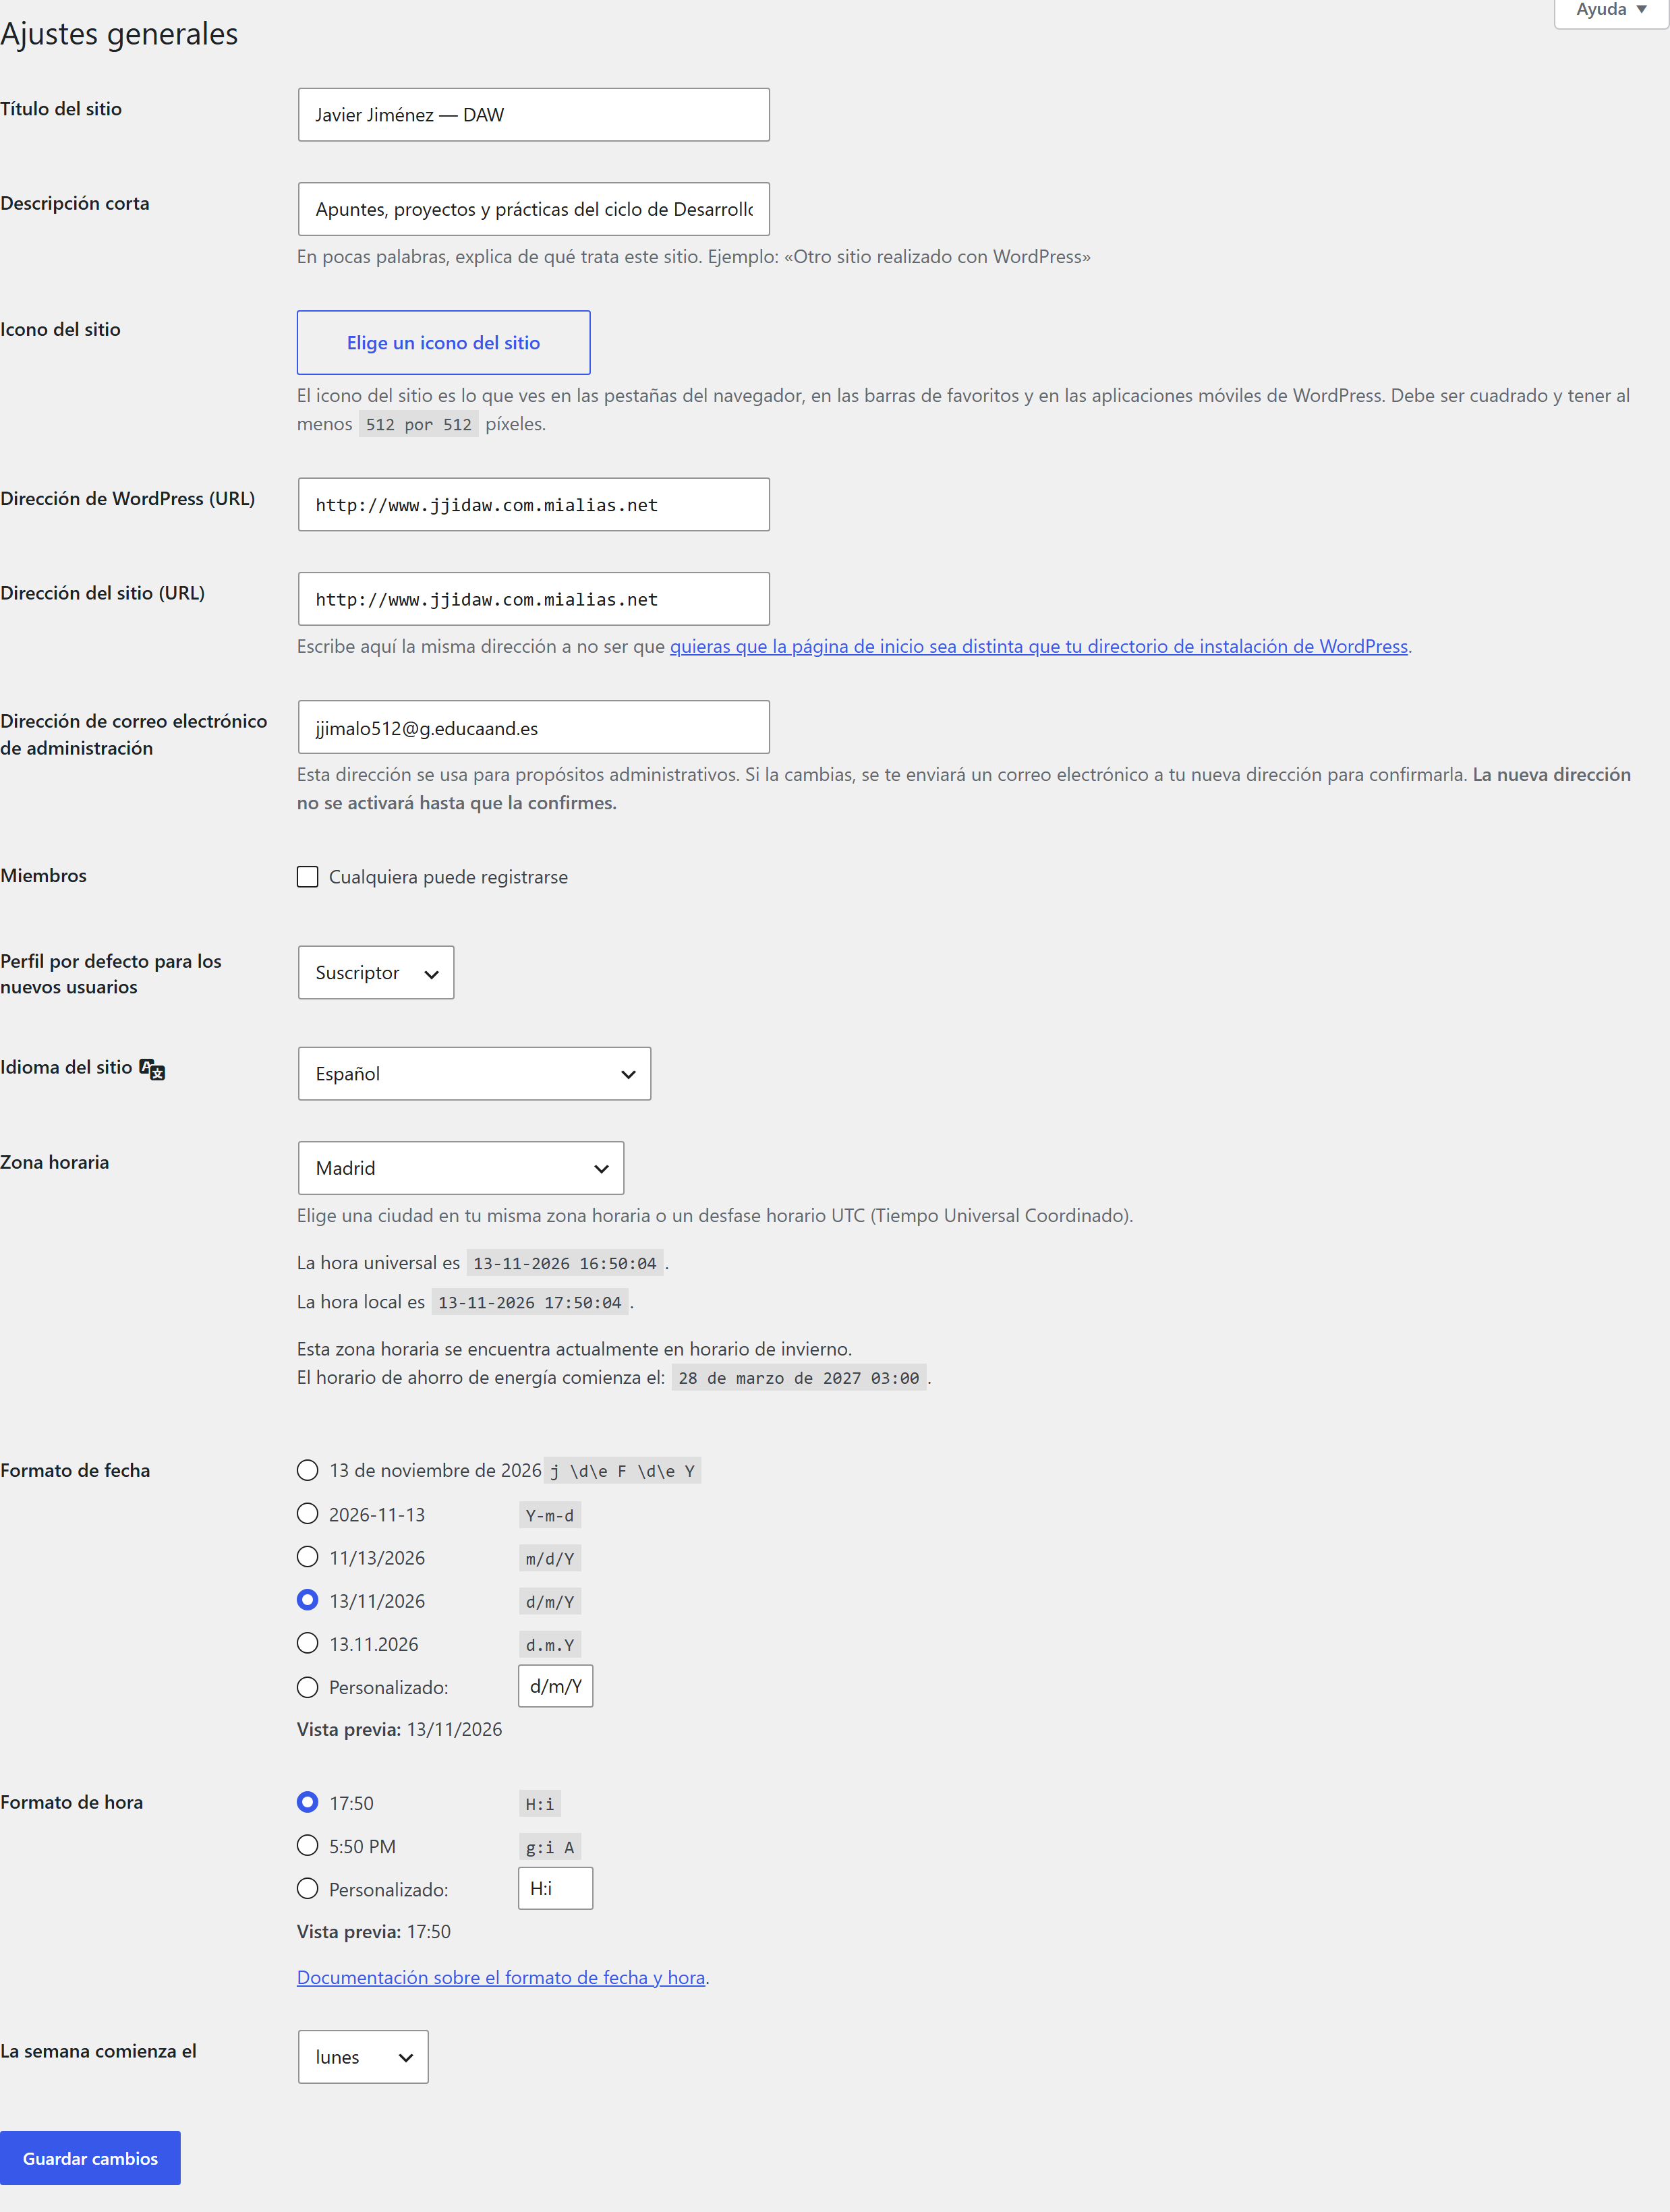 Ayuda ▼
Ajustes generales
Título del sitio
Javier Jiménez — DAW
Descripción corta
Apuntes, proyectos y prácticas del ciclo de Desarrollo
En pocas palabras, explica de qué trata este sitio. Ejemplo: «Otro sitio realizado con WordPress»
Icono del sitio
Elige un icono del sitio
El icono del sitio es lo que ves en las pestañas del navegador, en las barras de favoritos y en las aplicaciones móviles de WordPress. Debe ser cuadrado y tener al
menos 512 por 512 píxeles.
Dirección de WordPress (URL)
http://www.jjidaw.com.mialias.net
Dirección del sitio (URL)
http://www.jjidaw.com.mialias.net
Escribe aquí la misma dirección a no ser que quieras que la página de inicio sea distinta que tu directorio de instalación de WordPress.
Dirección de correo electrónico
de administración
jjimalo512@g.educaand.es
Esta dirección se usa para propósitos administrativos. Si la cambias, se te enviará un correo electrónico a tu nueva dirección para confirmarla. La nueva dirección
no se activará hasta que la confirmes.
Miembros
Cualquiera puede registrarse
Perfil por defecto para los
nuevos usuarios
Suscriptor
Idioma del sitio
Español
Zona horaria
Madrid
Elige una ciudad en tu misma zona horaria o un desfase horario UTC (Tiempo Universal Coordinado).
La hora universal es 13-11-2026 16:50:04.
La hora local es 13-11-2026 17:50:04.
Esta zona horaria se encuentra actualmente en horario de invierno.
El horario de ahorro de energía comienza el: 28 de marzo de 2027 03:00.
Formato de fecha
13 de noviembre de 2026 j \d\e F \d\e Y
2026-11-13 Y-m-d
11/13/2026 m/d/Y
13/11/2026 d/m/Y
13.11.2026 d.m.Y
Personalizado: d/m/Y
Vista previa: 13/11/2026
Formato de hora
17:50 H:i
5:50 PM g:i A
Personalizado: H:i
Vista previa: 17:50
Documentación sobre el formato de fecha y hora.
La semana comienza el
lunes
Guardar cambios